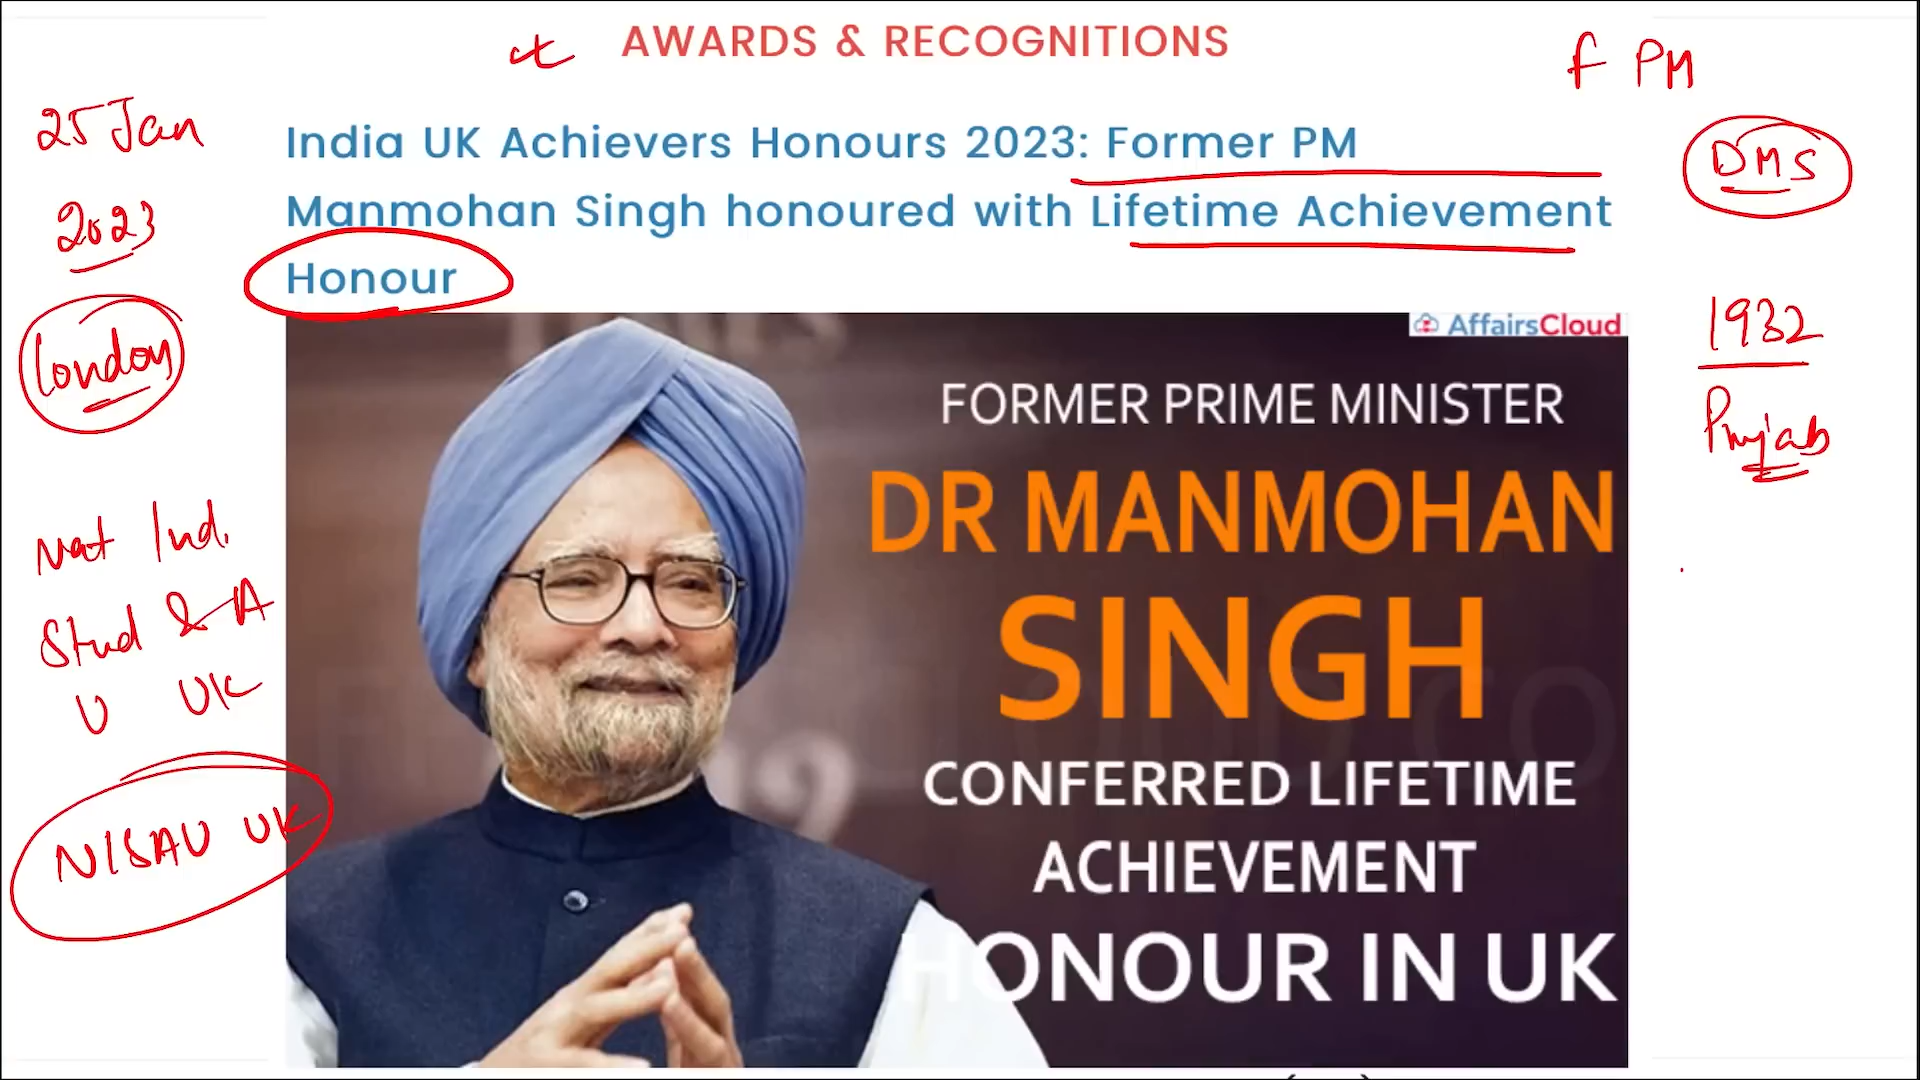 AWARDS & RECOGNITIONS
f PM
25 Jan
2023
London
India UK Achievers Honours 2023: Former PM
Manmohan Singh honoured with Lifetime Achievement
Honour
DMS
1932
Punjab
AffairsCloud
FORMER PRIME MINISTER
DR MANMOHAN
SINGH
CONFERRED LIFETIME
ACHIEVEMENT
HONOUR IN UK
Nat Ind.
Stud & A
U UK
NISAU UK